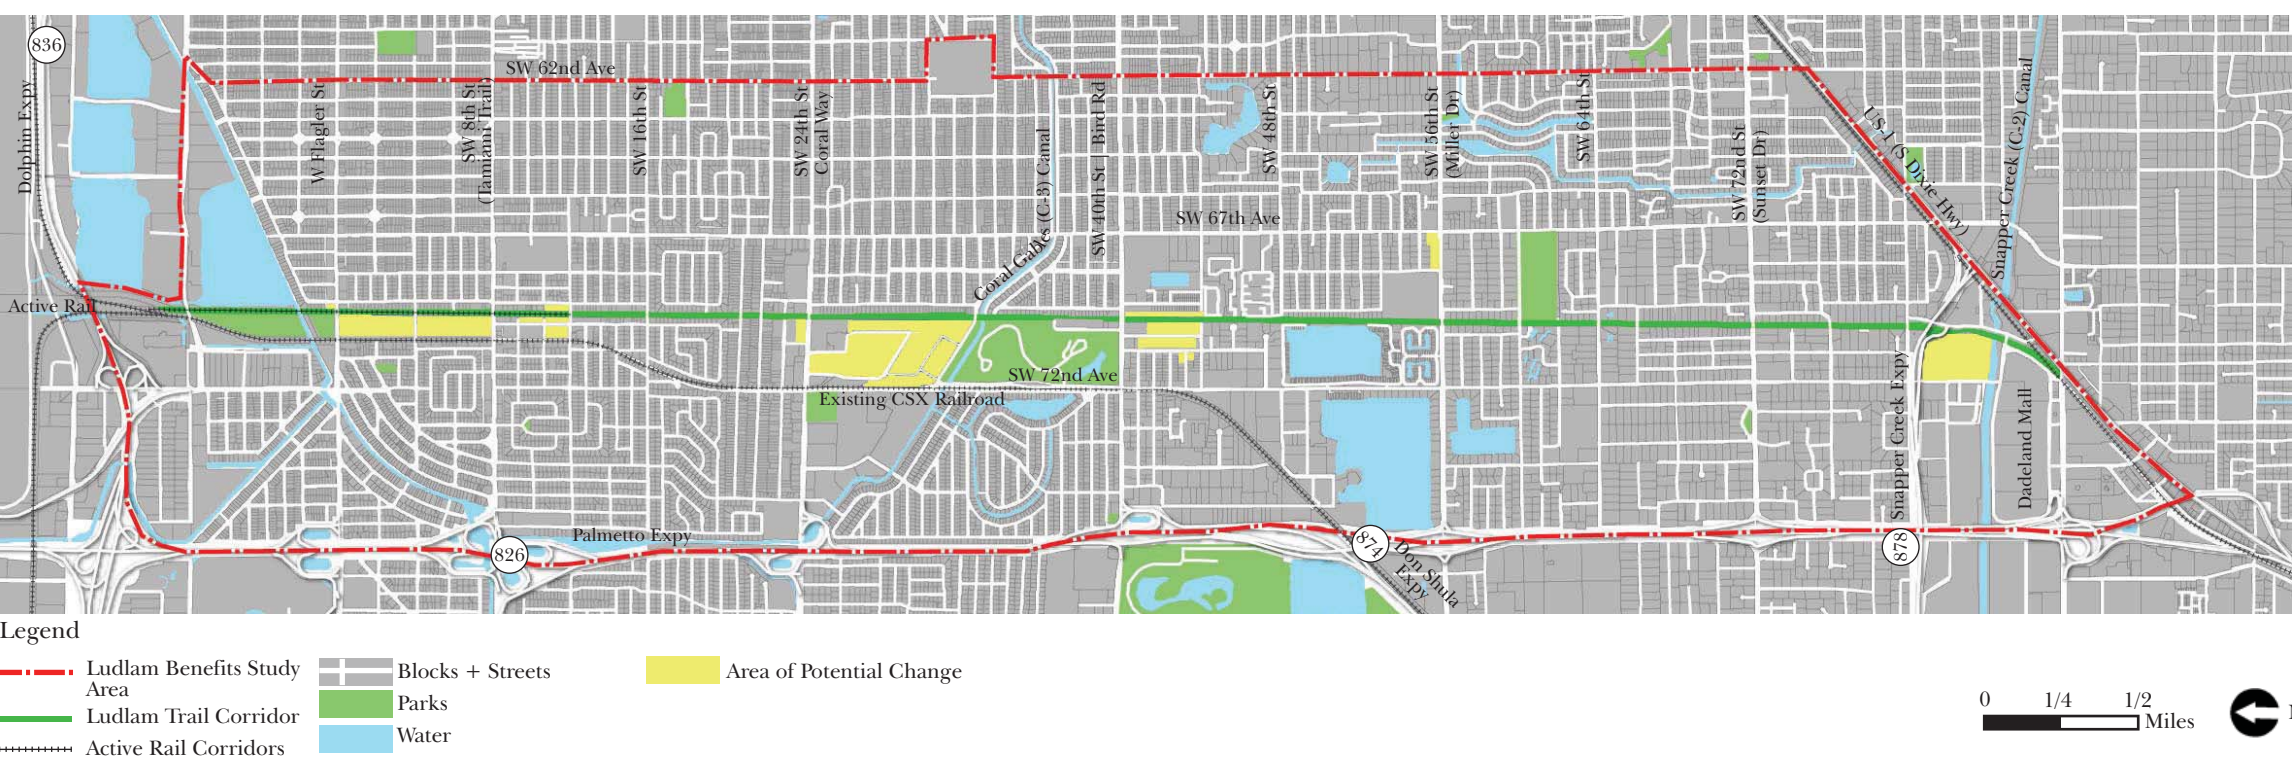 836
Dolphin Expy
SW 62nd Ave
W Flagler St
SW 8th St
(Tamiami Trail)
SW 16th St
SW 24th St
Coral Way
Coral Gables (C-3) Canal
SW 40th St | Bird Rd
SW 48th St
SW 56th St
(Miller Dr)
SW 64th St
SW 72nd St
(Sunset Dr)
US-1 (S Dixie Hwy)
Snapper Creek (C-2) Canal
SW 67th Ave
Active Rail
SW 72nd Ave
Existing CSX Railroad
Snapper Creek Expy
Dadeland Mall
Palmetto Expy
826
874
Don Shula
Expy
878
Legend
Ludlam Benefits Study
Area
Ludlam Trail Corridor
Active Rail Corridors
Blocks + Streets
Parks
Water
Area of Potential Change
0 1/4 1/2
Miles